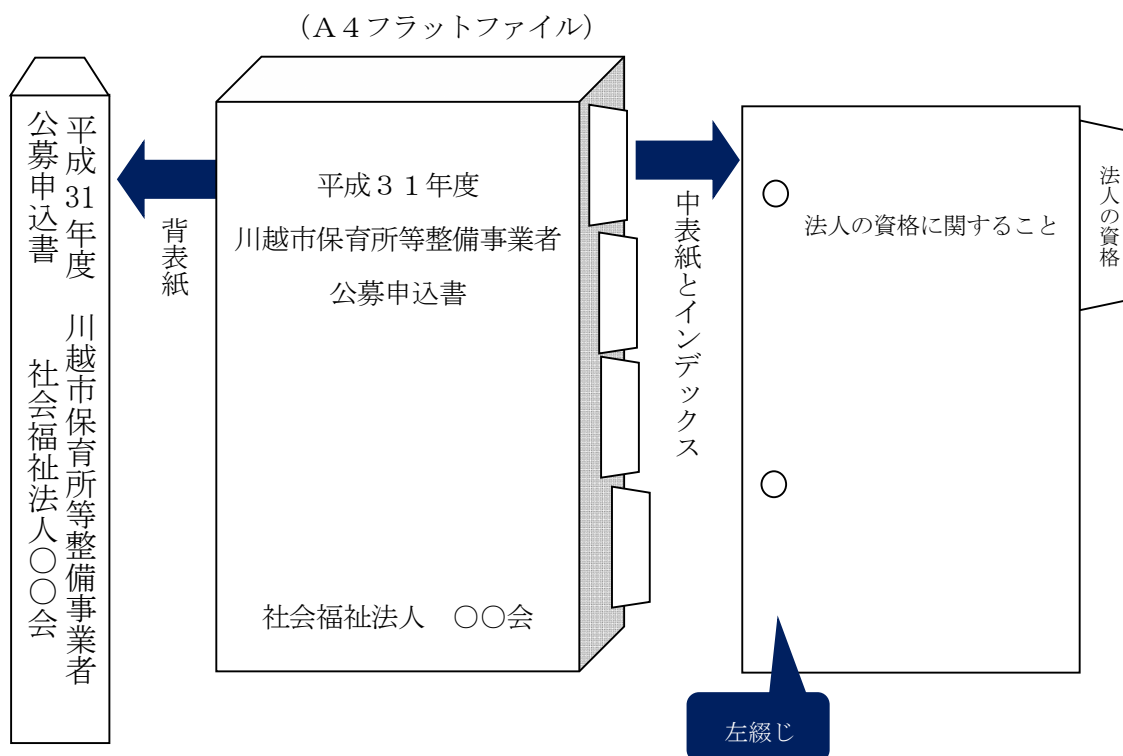 （Ａ４フラットファイル）
平成31年度　川越市保育所等整備事業者
公募申込書　　社会福祉法人○○会
背表紙
平成３１年度
川越市保育所等整備事業者
公募申込書
社会福祉法人　○○会
中表紙とインデックス
法人の資格に関すること
法人の資格
左綴じ